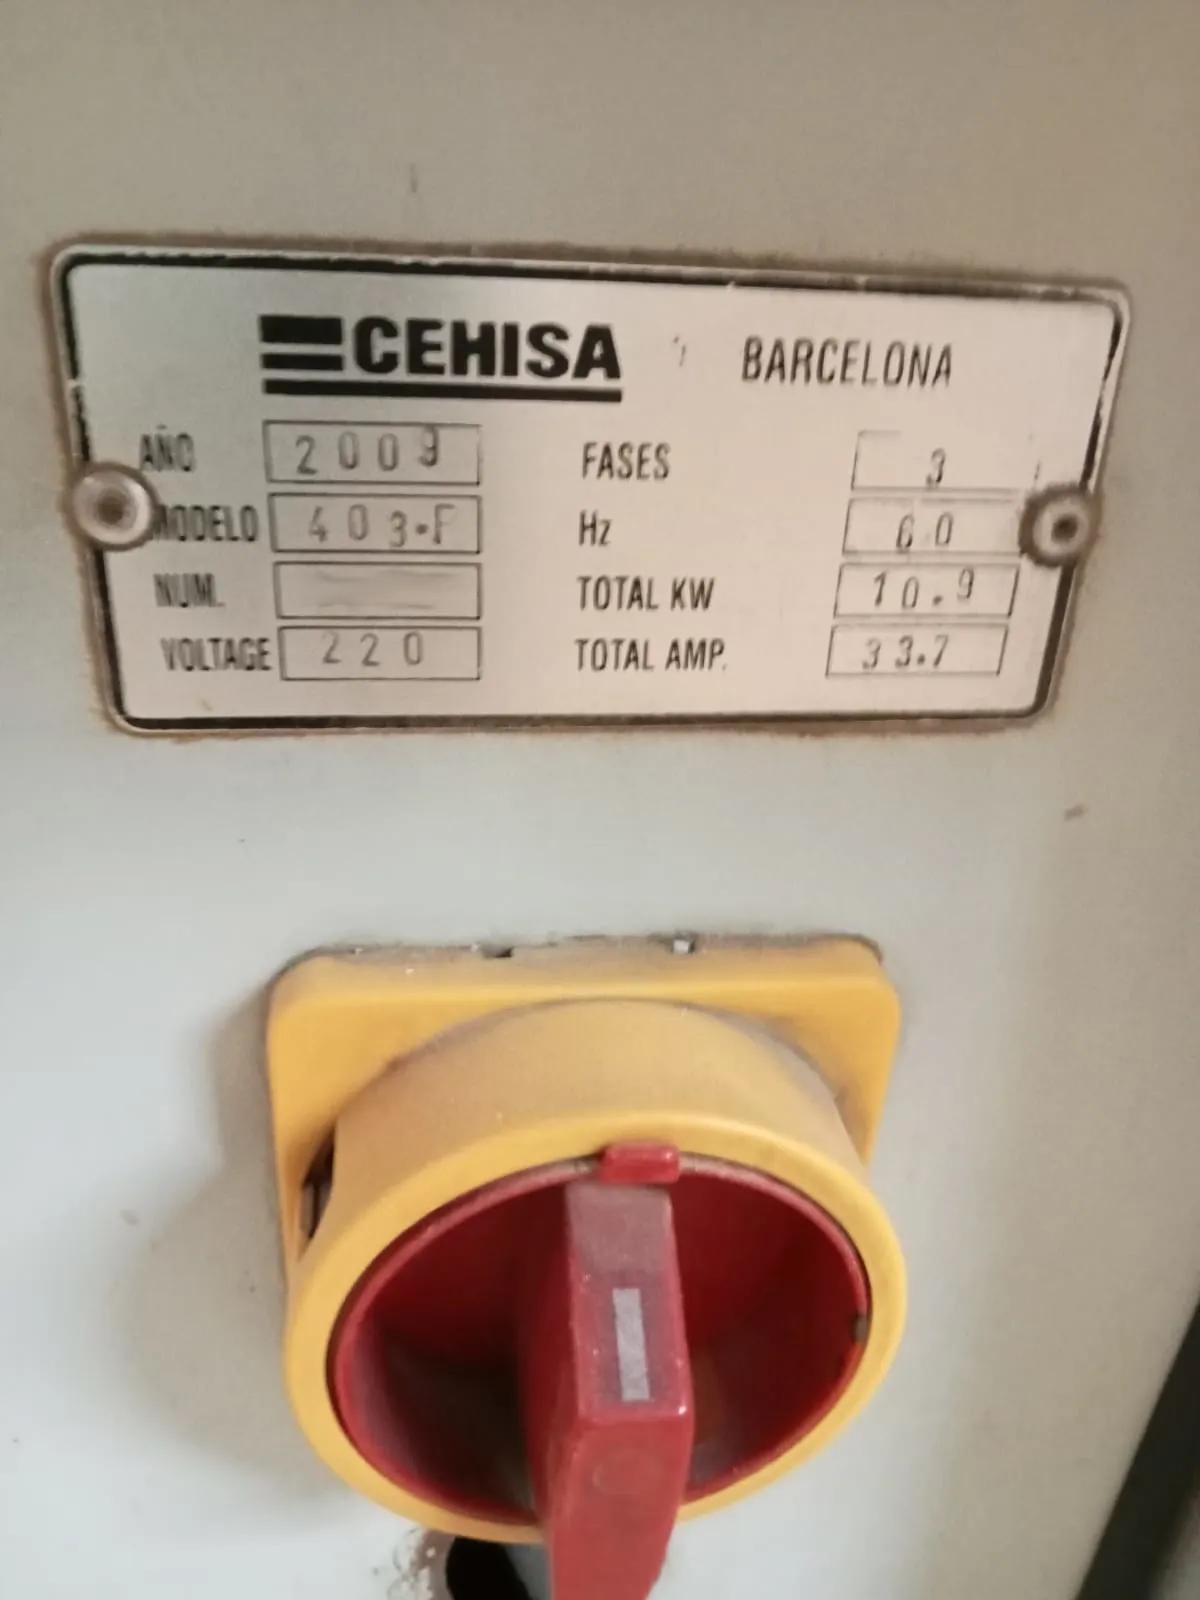 CEHISA BARCELONA
AÑO 2009 FASES 3
MODELO 403-F Hz 60
NUM. TOTAL KW 10.9
VOLTAGE 220 TOTAL AMP. 33.7